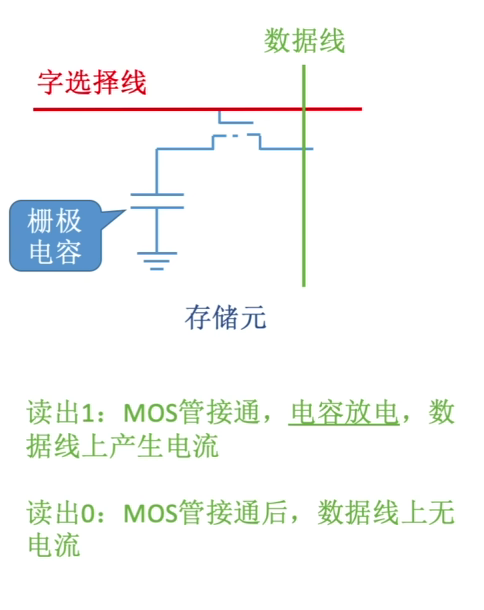 数据线
字选择线
栅极
电容
存储元
读出1：MOS管接通，电容放电，数
据线上产生电流
读出0：MOS管接通后，数据线上无
电流